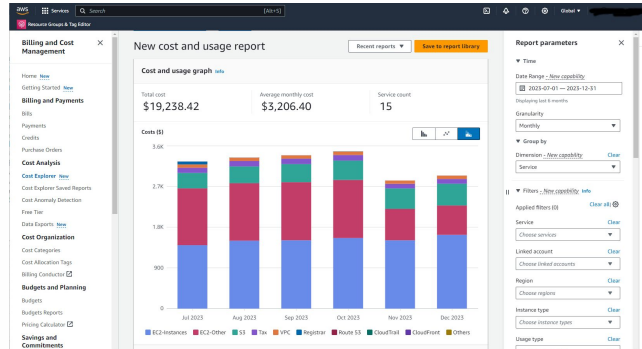 aws
Services
Search
[Alt+S]
Global
Resource Groups & Tag Editor
Billing and Cost Management
Home New
Getting Started New
Billing and Payments
Bills
Payments
Credits
Purchase Orders
Cost Analysis
Cost Explorer New
Cost Explorer Saved Reports
Cost Anomaly Detection
Free Tier
Data Exports New
Cost Organization
Cost Categories
Cost Allocation Tags
Billing Conductor
Budgets and Planning
Budgets
Budgets Reports
Pricing Calculator
Savings and
Commitments
New cost and usage report
Recent reports
Save to report library
Cost and usage graph Info
Total cost
$19,238.42
Average monthly cost
$3,206.40
Service count
15
Costs ($)
3.6K
2.7K
1.8K
900
0
Jul 2023
Aug 2023
Sep 2023
Oct 2023
Nov 2023
Dec 2023
EC2-Instances EC2-Other S3 Tax VPC Registrar Route 53 CloudTrail CloudFront Others
Report parameters
Time
Date Range - New capability
2023-07-01 — 2023-12-31
Displaying last 6 months
Granularity
Monthly
Group by
Dimension - New capability Clear
Service
Filters - New capability Info
Applied filters (0) Clear all
Service Clear
Choose services
Linked account Clear
Choose linked accounts
Region Clear
Choose regions
Instance type Clear
Choose instance types
Usage type Clear